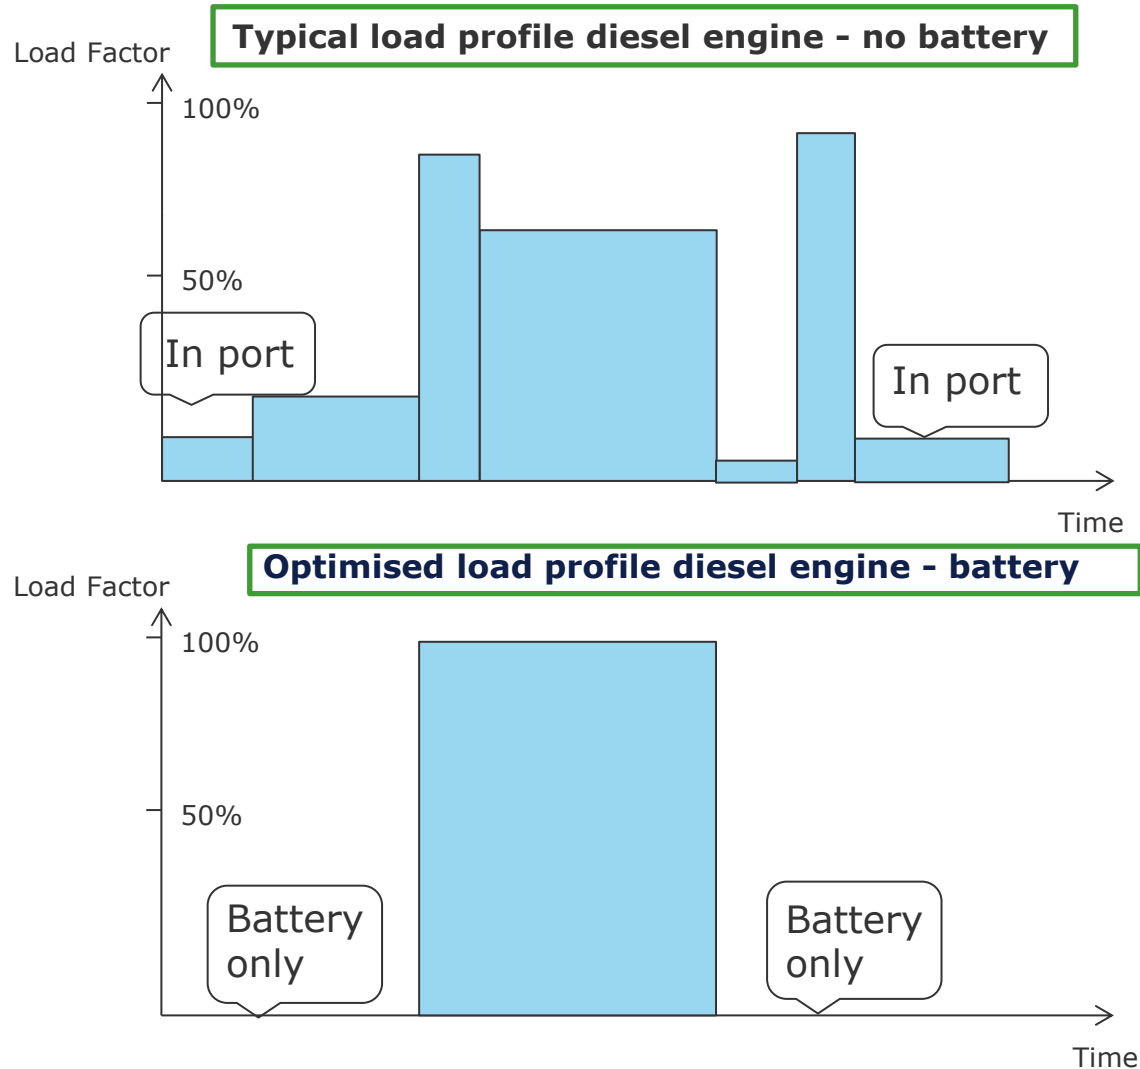 Typical load profile diesel engine - no battery
Load Factor
100%
50%
In port
In port
Time
Optimised load profile diesel engine - battery
Load Factor
100%
50%
Battery
only
Battery
only
Time